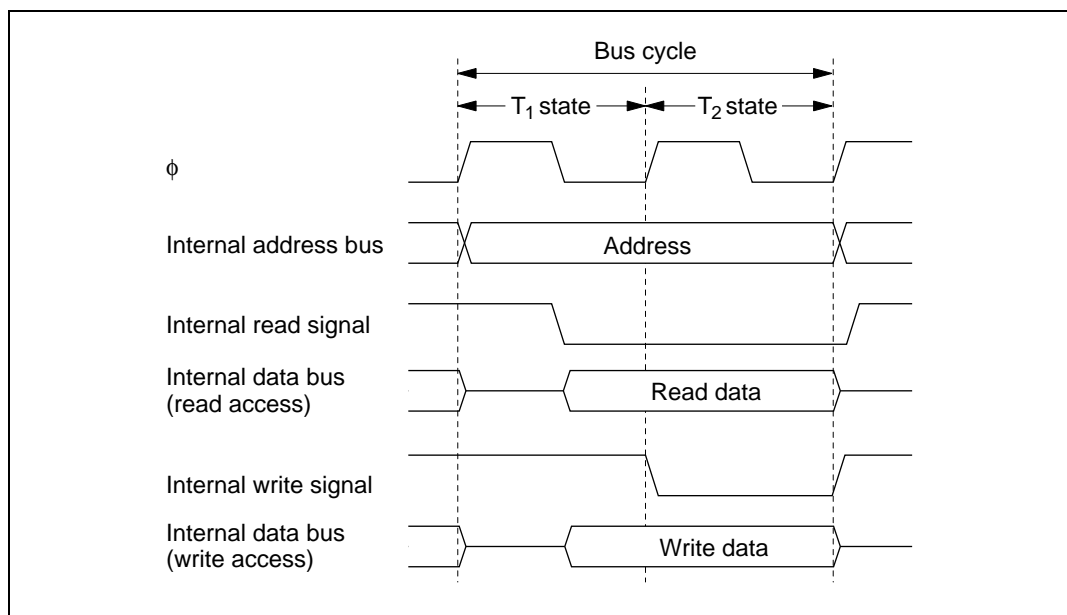 Bus cycle
T₁ state
T₂ state
ϕ
Internal address bus
Address
Internal read signal
Internal data bus
(read access)
Read data
Internal write signal
Internal data bus
(write access)
Write data